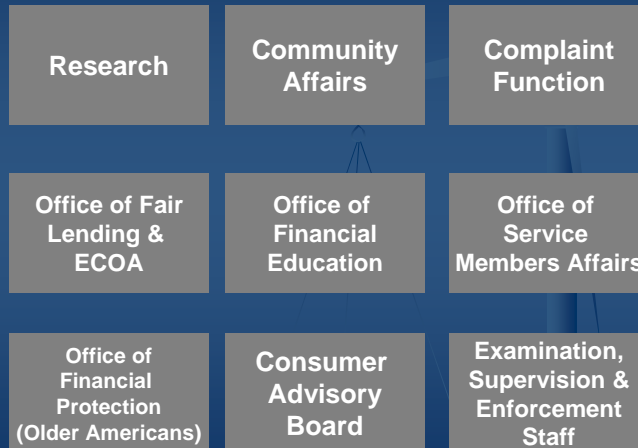 Research
Community
Affairs
Complaint
Function
Office of Fair
Lending &
ECOA
Office of
Financial
Education
Office of
Service
Members Affairs
Office of
Financial
Protection
(Older Americans)
Consumer
Advisory
Board
Examination,
Supervision &
Enforcement
Staff